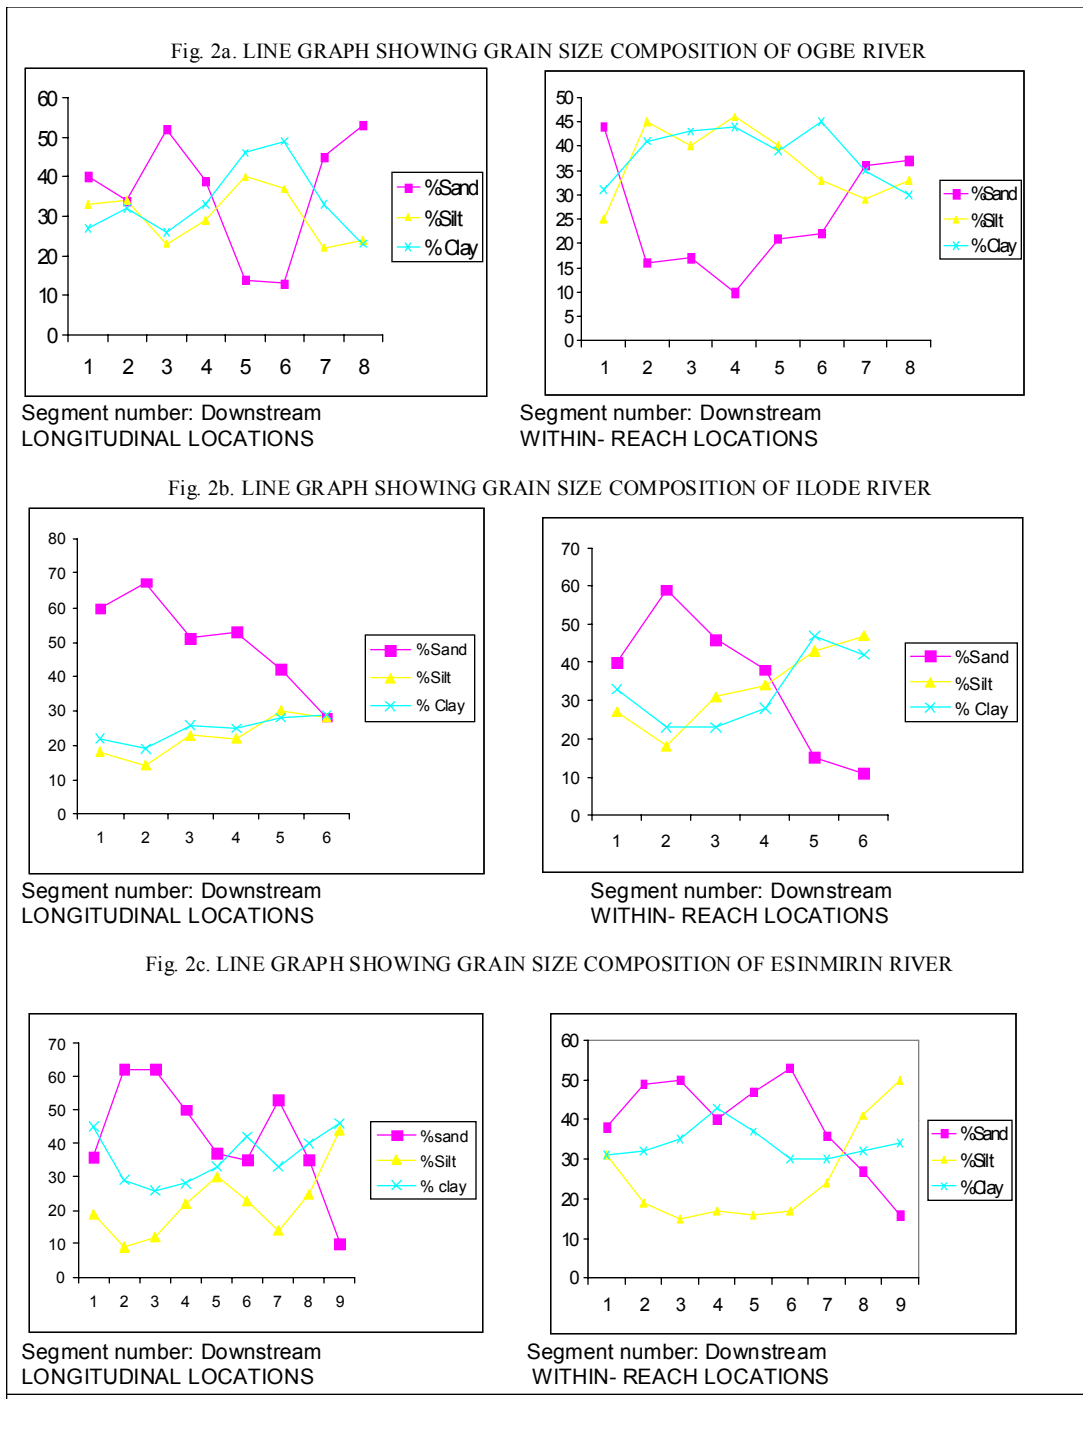 Fig. 2a. LINE GRAPH SHOWING GRAIN SIZE COMPOSITION OF OGBE RIVER
60
50
40
30
20
10
0
1 2 3 4 5 6 7 8
%Sand
%Silt
% Clay
Segment number: Downstream
LONGITUDINAL LOCATIONS
50
45
40
35
30
25
20
15
10
5
0
1 2 3 4 5 6 7 8
%Sand
%Silt
% Clay
Segment number: Downstream
WITHIN- REACH LOCATIONS
Fig. 2b. LINE GRAPH SHOWING GRAIN SIZE COMPOSITION OF ILODE RIVER
80
70
60
50
40
30
20
10
0
1 2 3 4 5 6
%Sand
%Silt
% Clay
Segment number: Downstream
LONGITUDINAL LOCATIONS
70
60
50
40
30
20
10
0
1 2 3 4 5 6
%Sand
%Silt
% Clay
Segment number: Downstream
WITHIN- REACH LOCATIONS
Fig. 2c. LINE GRAPH SHOWING GRAIN SIZE COMPOSITION OF ESINMIRIN RIVER
70
60
50
40
30
20
10
0
1 2 3 4 5 6 7 8 9
%sand
%Silt
% clay
Segment number: Downstream
LONGITUDINAL LOCATIONS
60
50
40
30
20
10
0
1 2 3 4 5 6 7 8 9
%Sand
%Silt
%Clay
Segment number: Downstream
WITHIN- REACH LOCATIONS